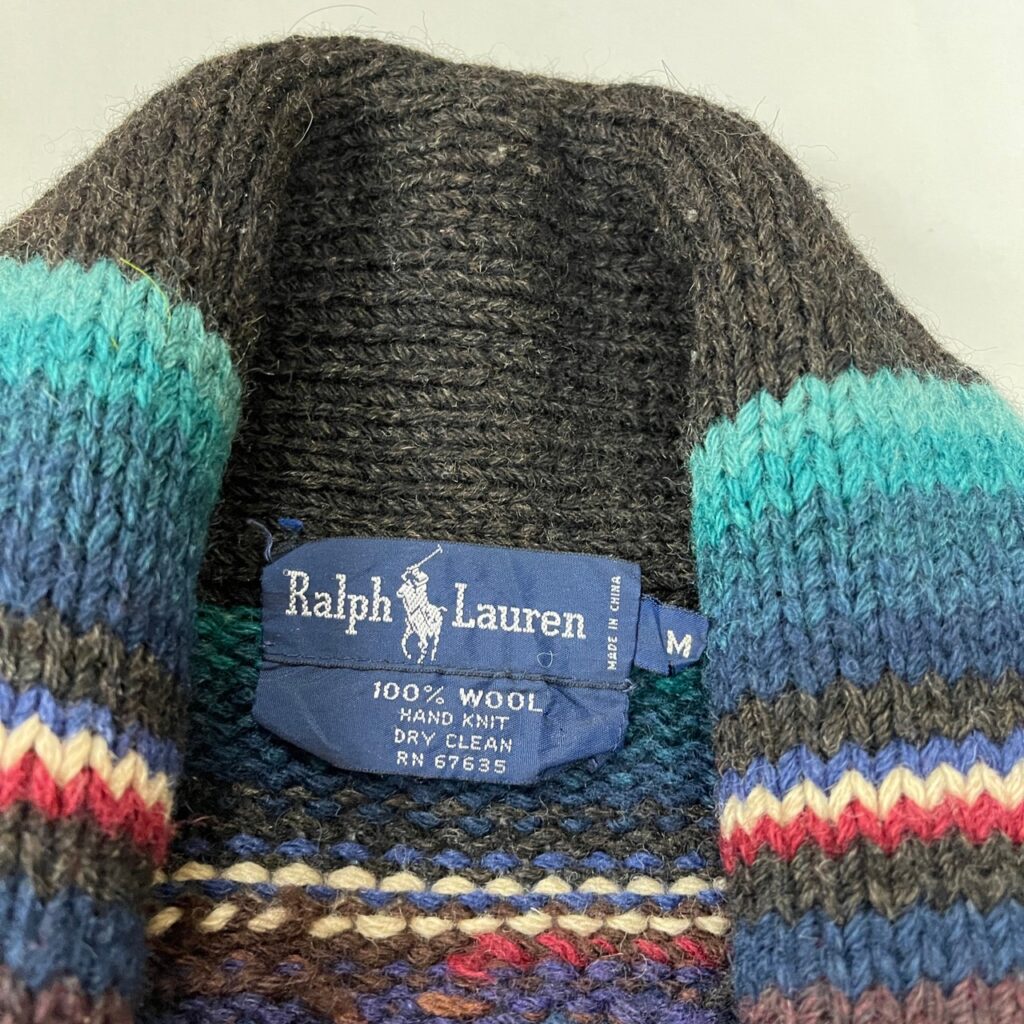 Ralph Lauren
MADE IN CHINA
M
100% WOOL
HAND KNIT
DRY CLEAN
RN 67635